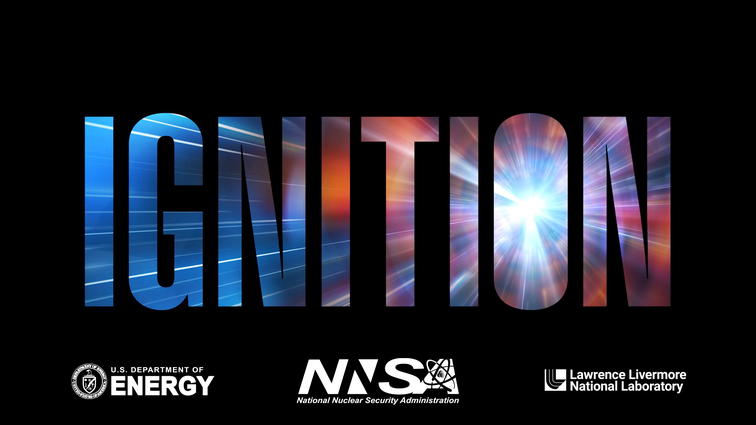 IGNITION
U.S. DEPARTMENT OF
ENERGY
NNSA
National Nuclear Security Administration
Lawrence Livermore
National Laboratory